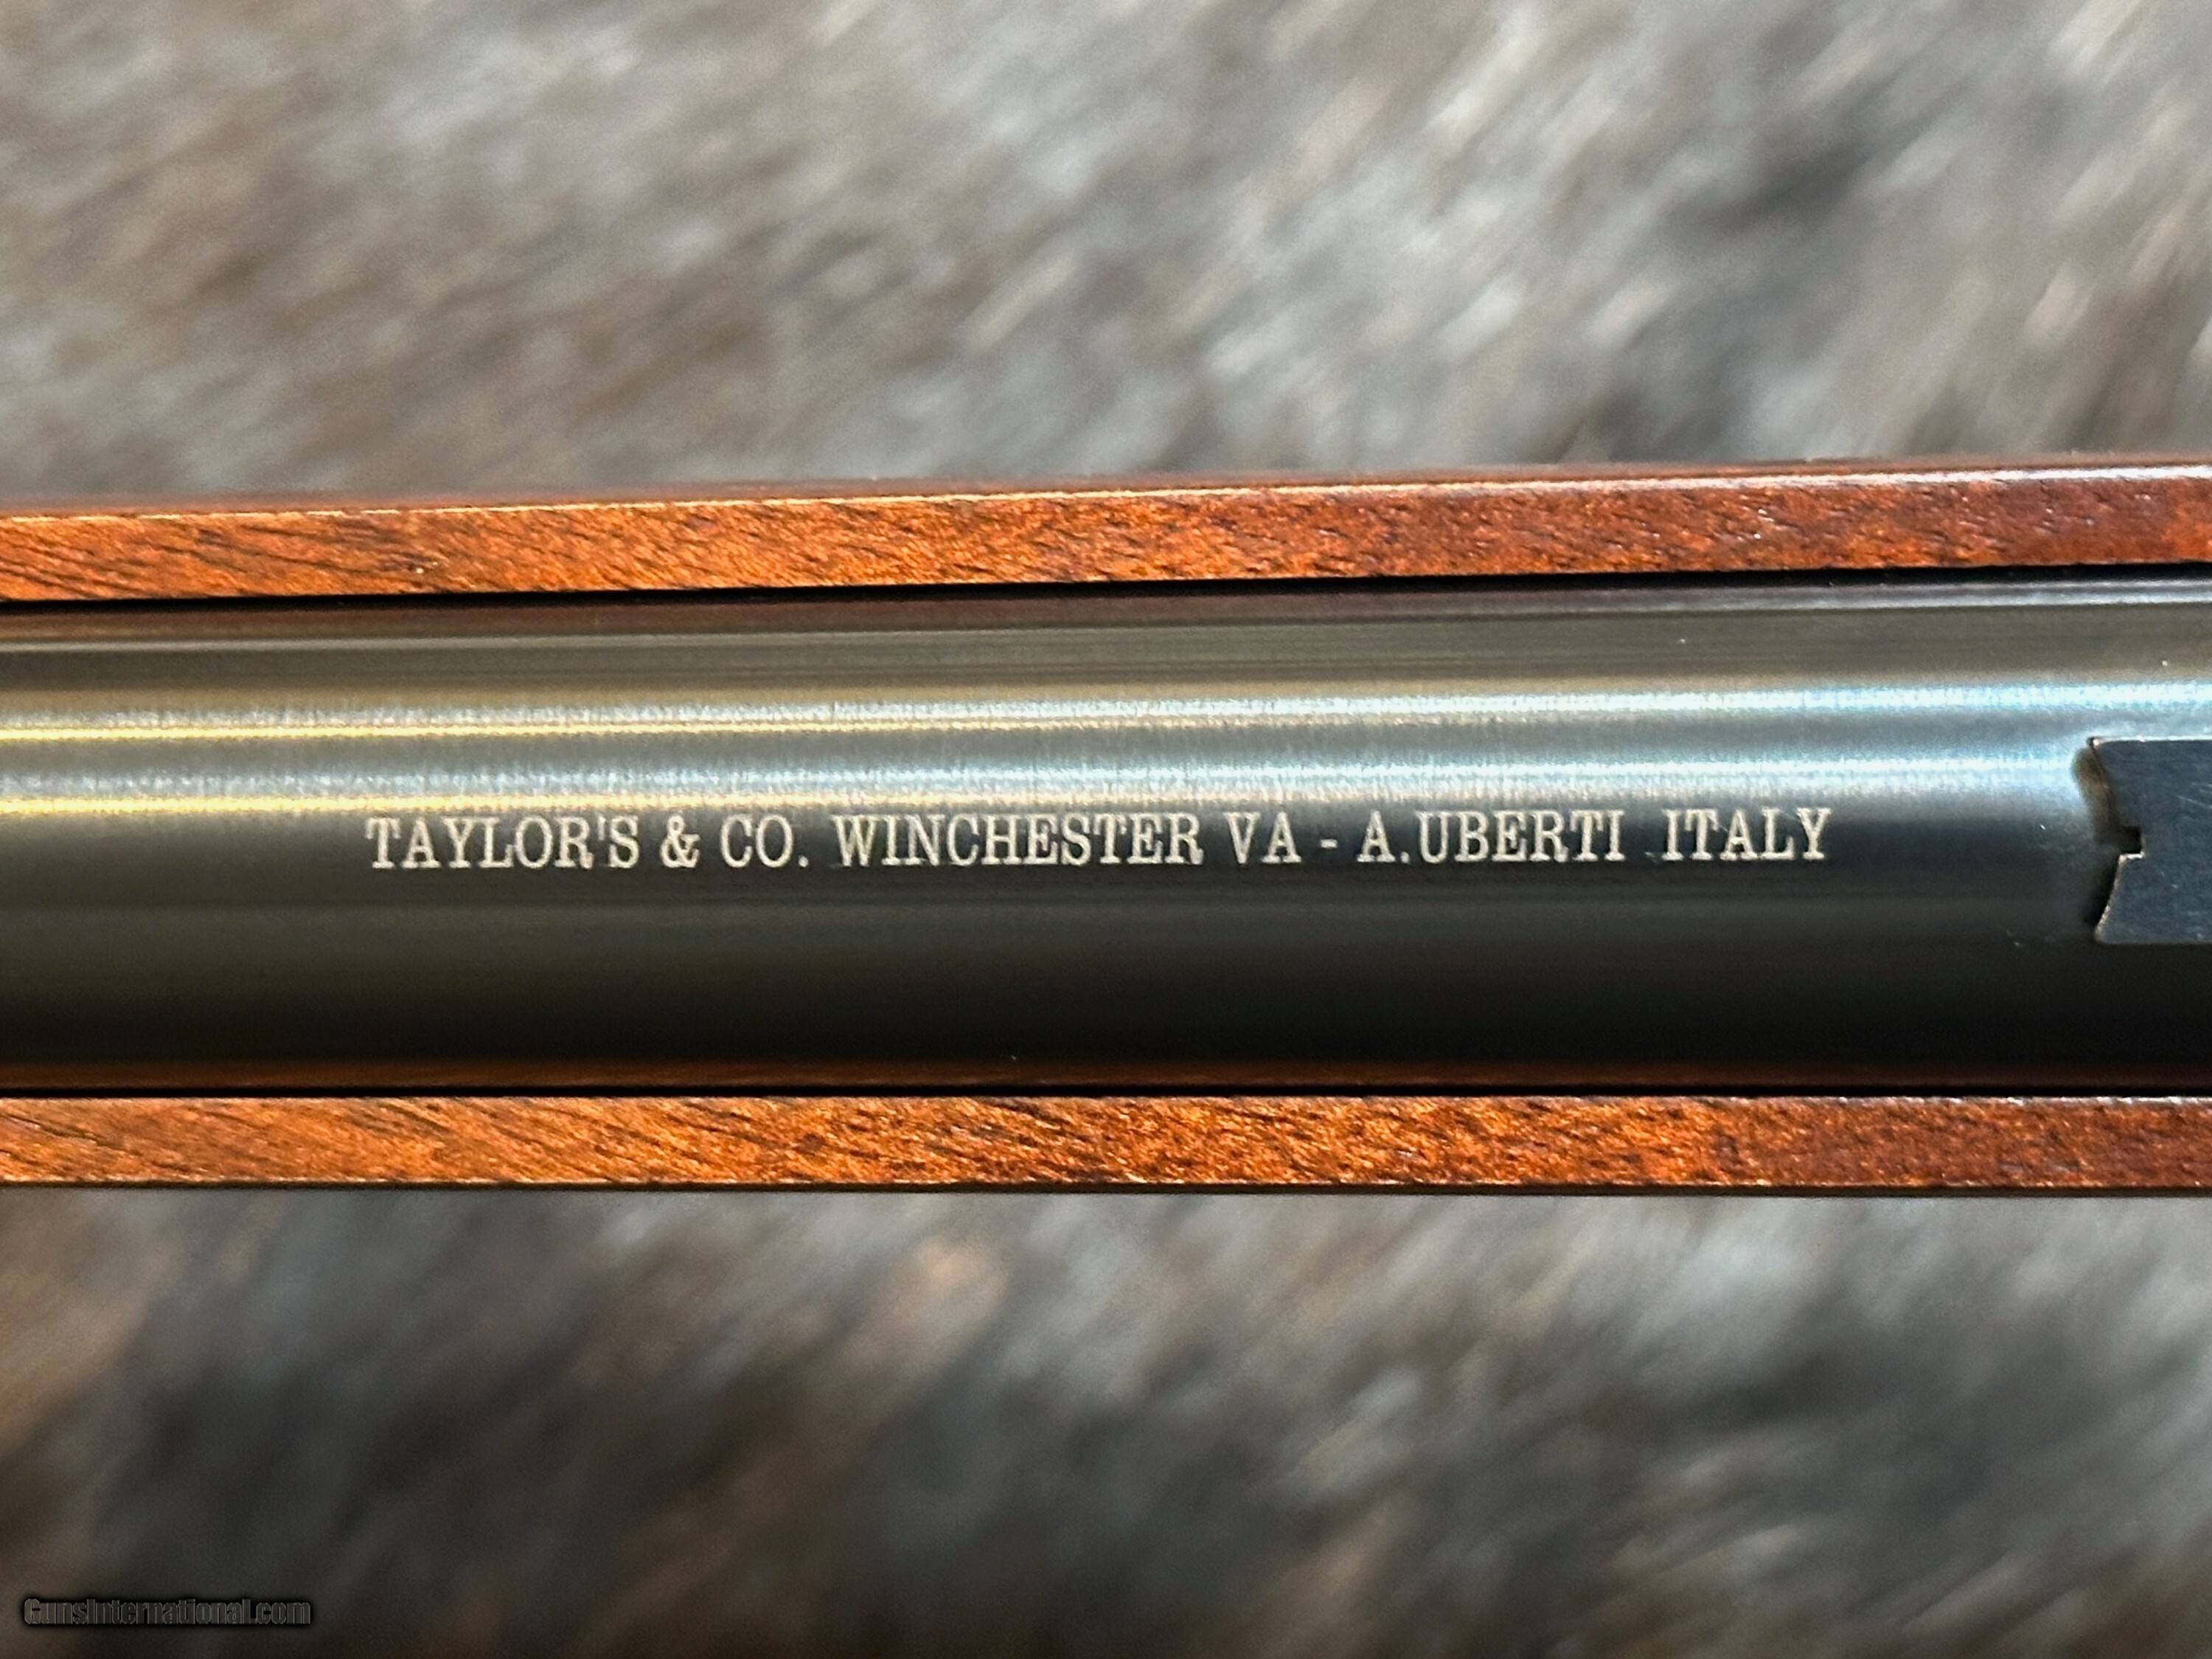 TAYLOR'S & CO. WINCHESTER VA - A.UBERTI ITALY
GunsInternational.com